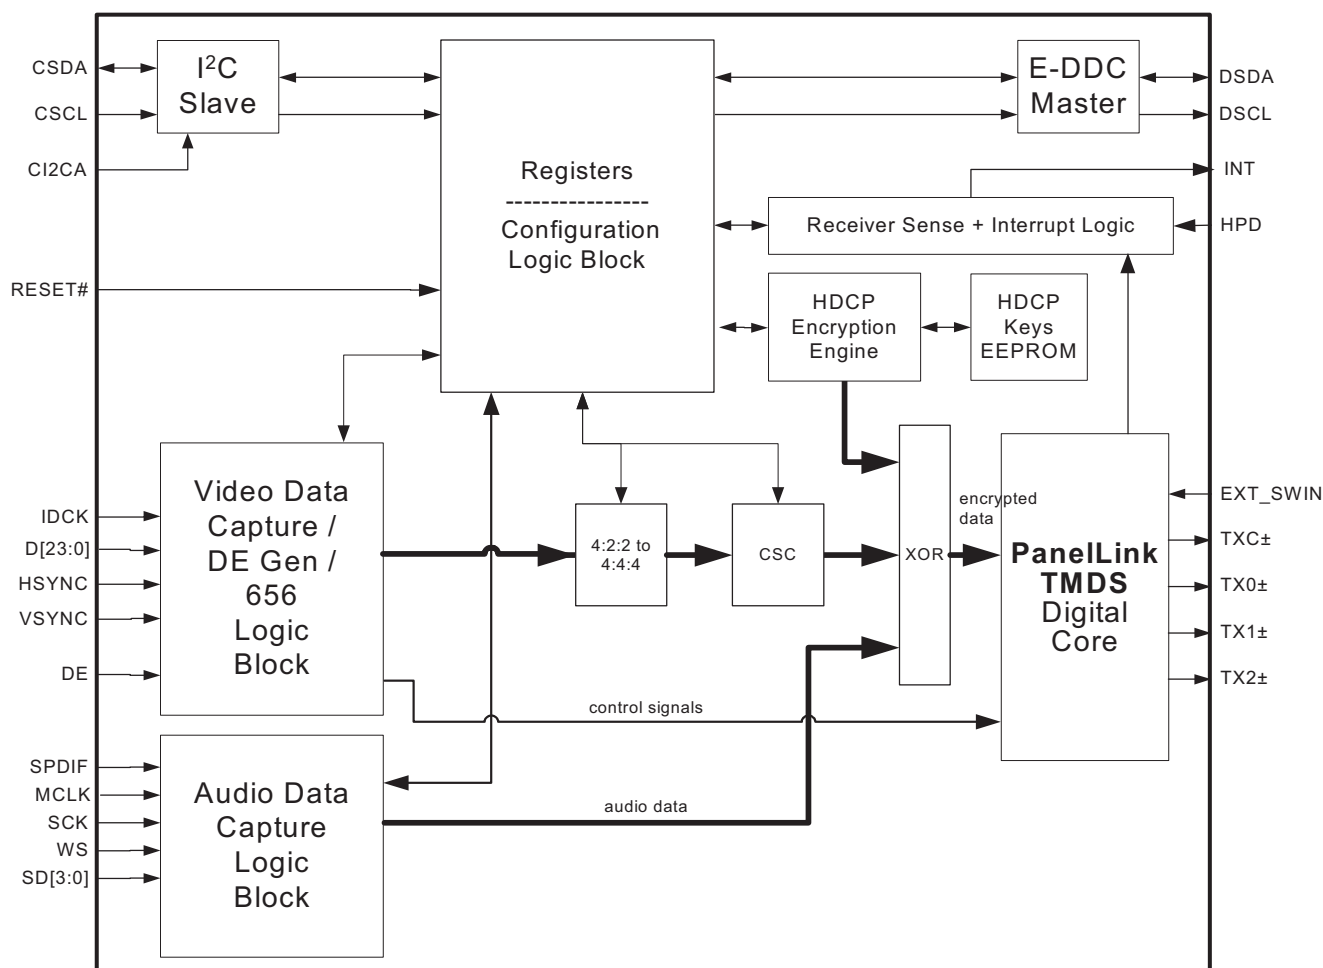 CSDA
CSCL
CI2CA
RESET#
I²C
Slave
Registers
----------------
Configuration
Logic Block
E-DDC
Master
DSDA
DSCL
INT
HPD
Receiver Sense + Interrupt Logic
HDCP
Encryption
Engine
HDCP
Keys
EEPROM
IDCK
D[23:0]
HSYNC
VSYNC
DE
Video Data
Capture /
DE Gen /
656
Logic
Block
4:2:2 to
4:4:4
CSC
XOR
encrypted
data
PanelLink
TMDS
Digital
Core
EXT_SWIN
TXC±
TX0±
TX1±
TX2±
control signals
SPDIF
MCLK
SCK
WS
SD[3:0]
Audio Data
Capture
Logic
Block
audio data